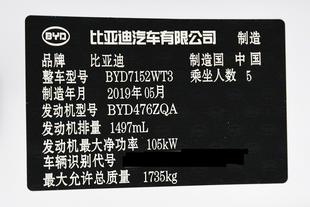 BYD 比亚迪汽车有限公司 制造
品牌 比亚迪 制造国 中国
整车型号 BYD7152WT3 乘坐人数 5
制造年月 2019年05月
发动机型号 BYD476ZQA
发动机排量 1497mL
发动机最大净功率 105kW
车辆识别代号
最大允许总质量 1735kg